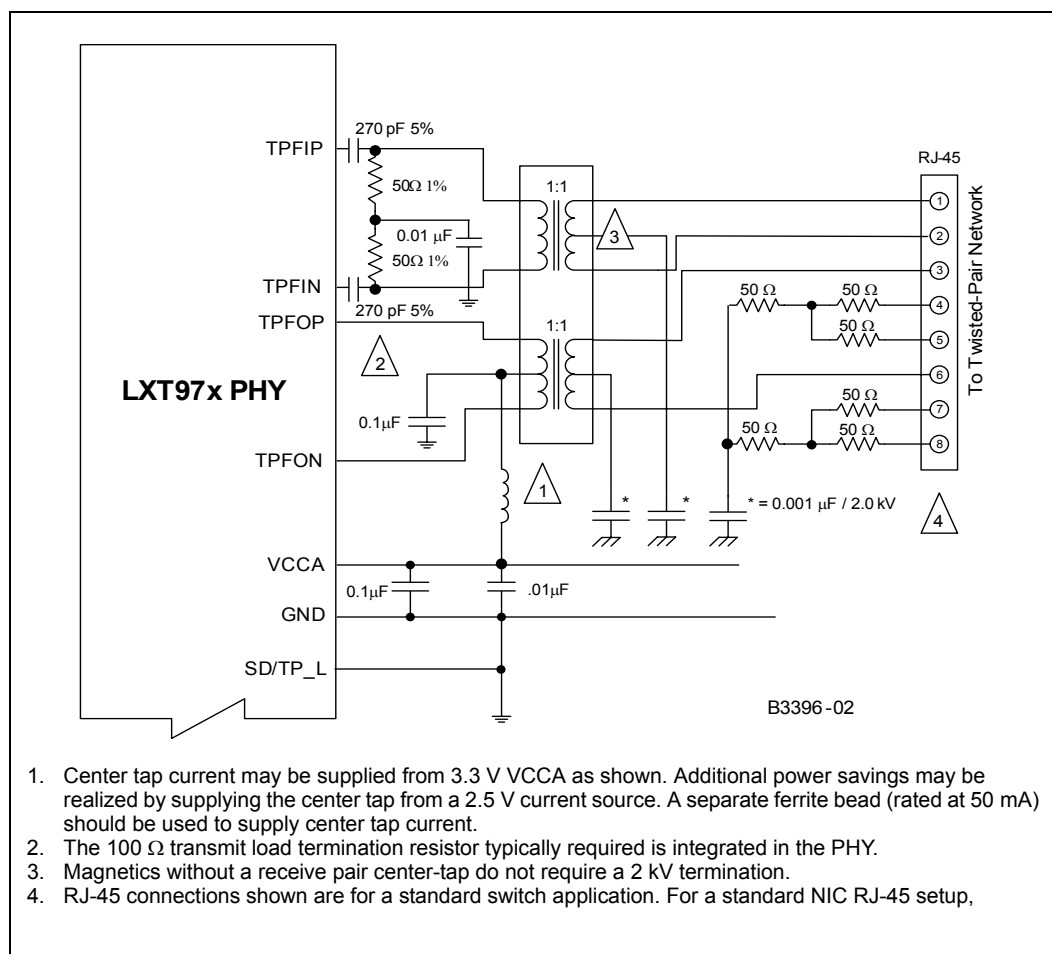 270 pF 5%
TPFIP
50Ω 1%
0.01 μF
50Ω 1%
TPFIN
270 pF 5%
TPFOP
2
LXT97x PHY
0.1μF
TPFON
1:1
3
1:1
1
RJ-45
1
2
3
4
5
6
7
8
To Twisted-Pair Network
50 Ω
50 Ω
50 Ω
50 Ω
50 Ω
50 Ω
*
*
* = 0.001 μF / 2.0 kV
4
VCCA
0.1μF
.01μF
GND
SD/TP_L
B3396-02
1. Center tap current may be supplied from 3.3 V VCCA as shown. Additional power savings may be
realized by supplying the center tap from a 2.5 V current source. A separate ferrite bead (rated at 50 mA)
should be used to supply center tap current.
2. The 100 Ω transmit load termination resistor typically required is integrated in the PHY.
3. Magnetics without a receive pair center-tap do not require a 2 kV termination.
4. RJ-45 connections shown are for a standard switch application. For a standard NIC RJ-45 setup,